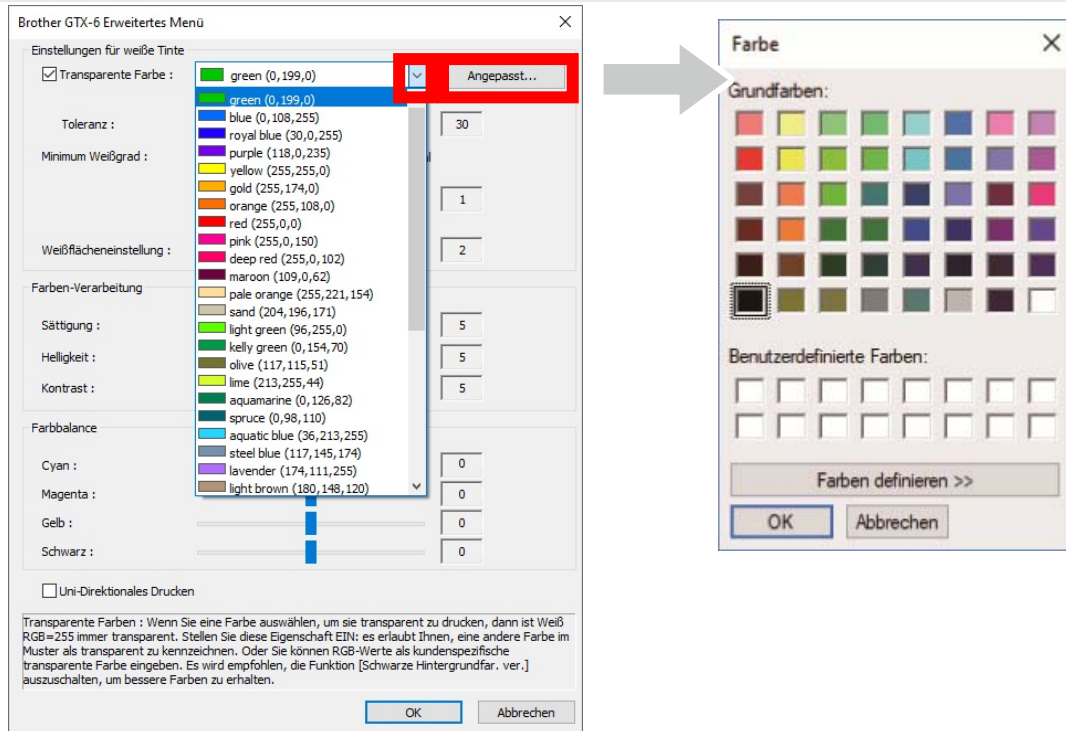 Brother GTX-6 Erweitertes Menü
Einstellungen für weiße Tinte
Transparente Farbe :
green (0,199,0)
Angepasst...
green (0,199,0)
blue (0,108,255)
royal blue (30,0,255)
purple (118,0,235)
yellow (255,255,0)
gold (255,174,0)
orange (255,108,0)
red (255,0,0)
pink (255,0,150)
deep red (255,0,102)
maroon (109,0,62)
pale orange (255,221,154)
sand (204,196,171)
light green (96,255,0)
kelly green (0,154,70)
olive (117,115,51)
lime (213,255,44)
aquamarine (0,126,82)
spruce (0,98,110)
aquatic blue (36,213,255)
steel blue (117,145,174)
lavender (174,111,255)
light brown (180,148,120)
Toleranz :
30
Minimum Weißgrad :
1
Weißflächeneinstellung :
2
Farben-Verarbeitung
Sättigung :
5
Helligkeit :
5
Kontrast :
5
Farbbalance
Cyan :
0
Magenta :
0
Gelb :
0
Schwarz :
0
Uni-Direktionales Drucken
Transparente Farben : Wenn Sie eine Farbe auswählen, um sie transparent zu drucken, dann ist Weiß
RGB=255 immer transparent. Stellen Sie diese Eigenschaft EIN: es erlaubt Ihnen, eine andere Farbe im
Muster als transparent zu kennzeichnen. Oder Sie können RGB-Werte als kundenspezifische
transparente Farbe eingeben. Es wird empfohlen, die Funktion [Schwarze Hintergrundfar. ver.]
auszuschalten, um bessere Farben zu erhalten.
OK
Abbrechen
Farbe
Grundfarben:
Benutzerdefinierte Farben:
Farben definieren >>
OK
Abbrechen